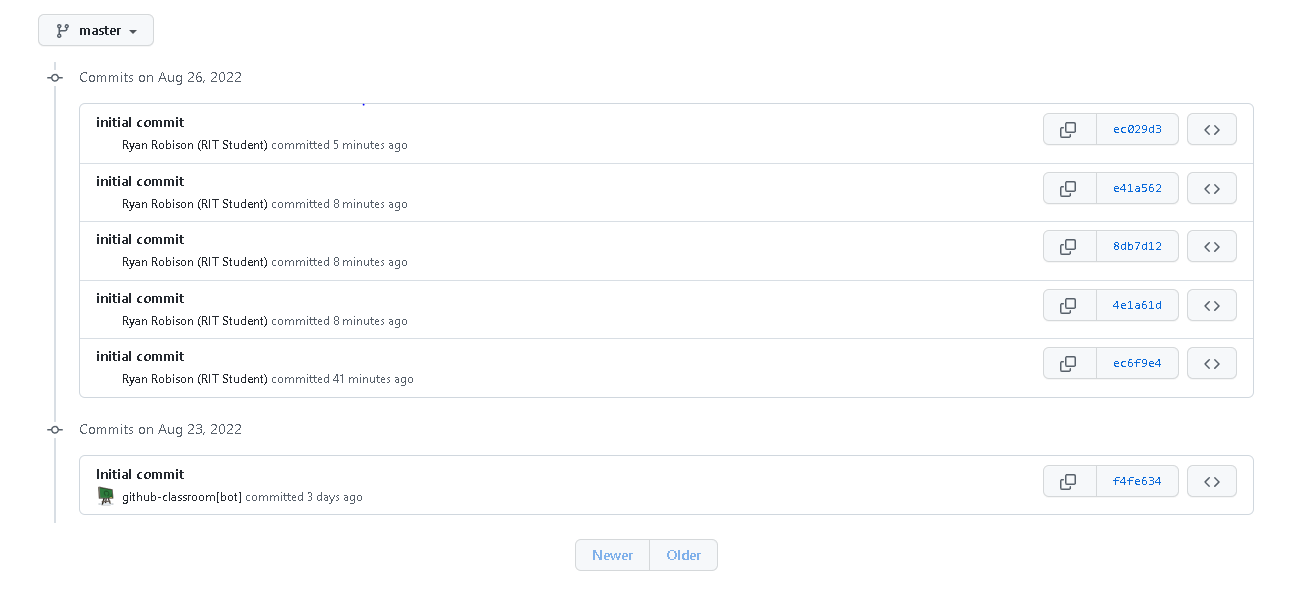 master
Commits on Aug 26, 2022
initial commit
Ryan Robison (RIT Student) committed 5 minutes ago
ec029d3
initial commit
Ryan Robison (RIT Student) committed 8 minutes ago
e41a562
initial commit
Ryan Robison (RIT Student) committed 8 minutes ago
8db7d12
initial commit
Ryan Robison (RIT Student) committed 8 minutes ago
4e1a61d
initial commit
Ryan Robison (RIT Student) committed 41 minutes ago
ec6f9e4
Commits on Aug 23, 2022
Initial commit
github-classroom[bot] committed 3 days ago
f4fe634
Newer Older